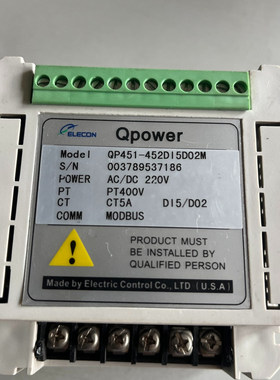 ELECON
Qpower
Model QP451-452DI5DO2M
S/N 003789537186
POWER AC/DC 220V
PT PT400V
CT CT5A DI5/DO2
COMM MODBUS
PRODUCT MUST BE
INSTALLED BY
QUALIFIED PERSON
Made by Electric Control Co., LTD (U.S.A)